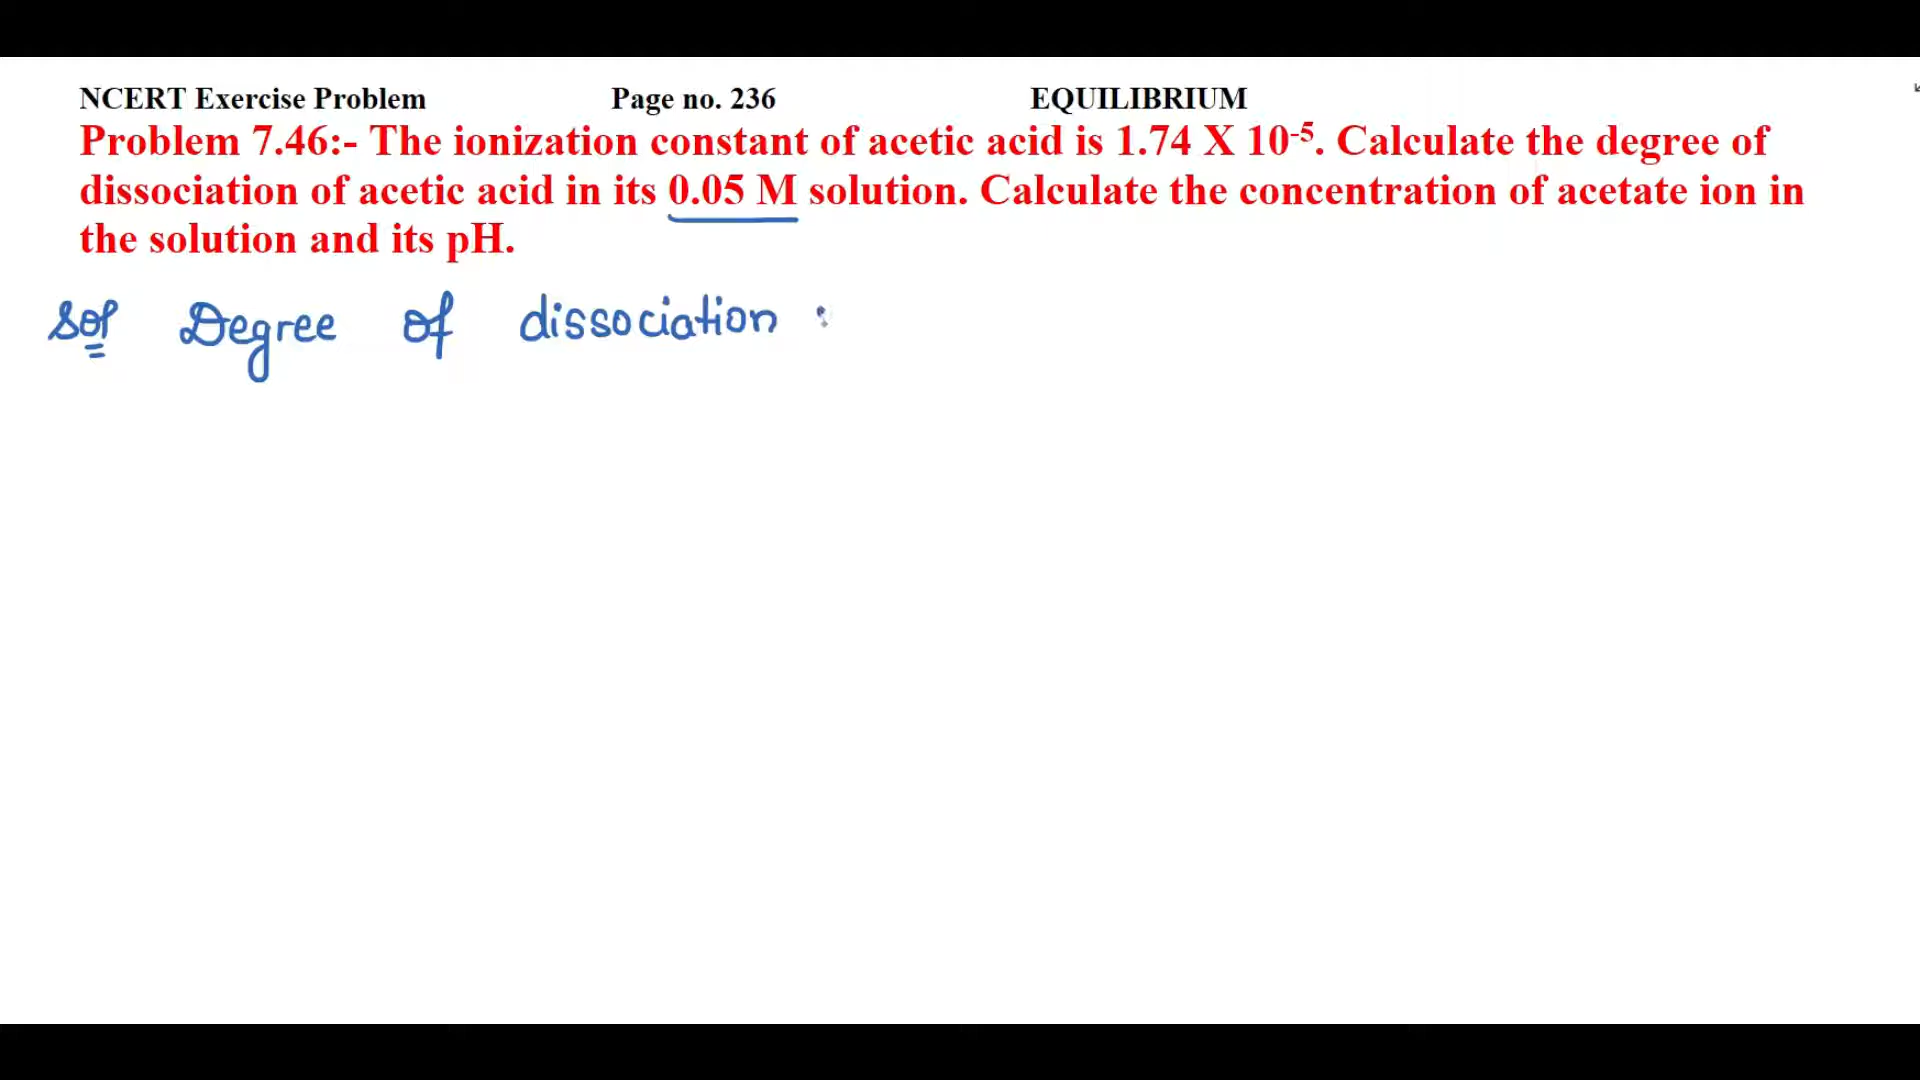 NCERT Exercise Problem Page no. 236 EQUILIBRIUM
Problem 7.46:- The ionization constant of acetic acid is 1.74 X 10⁻⁵. Calculate the degree of
dissociation of acetic acid in its 0.05 M solution. Calculate the concentration of acetate ion in
the solution and its pH.
Sol Degree of dissociation